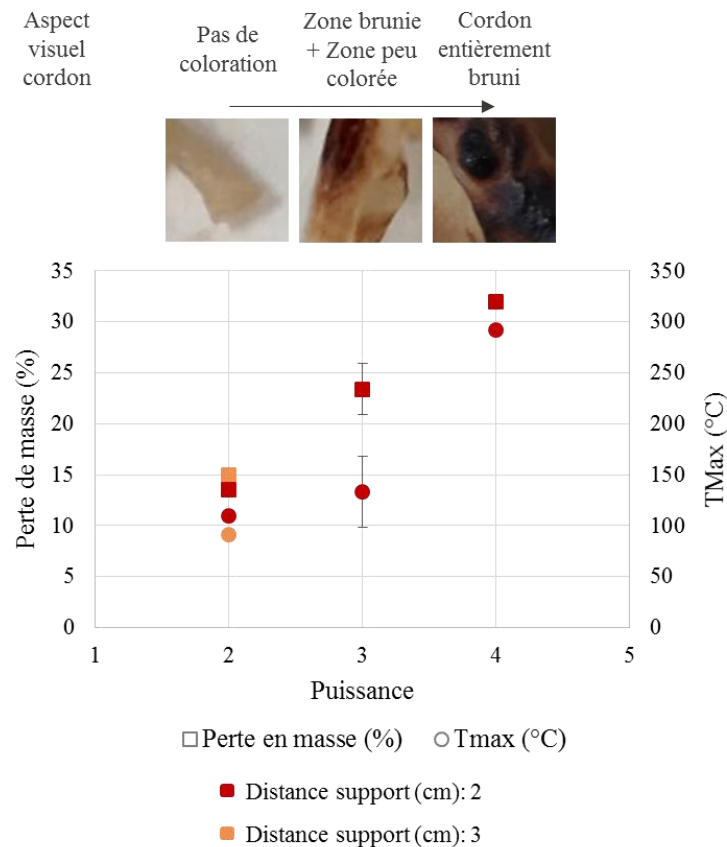 Aspect
visuel
cordon
Pas de
coloration
Zone brunie
+ Zone peu
colorée
Cordon
entièrement
bruni
Perte de masse (%)
35
30
25
20
15
10
5
0
350
300
250
200
150
100
50
0
TMax (°C)
1 2 3 4 5
Puissance
Perte en masse (%) Tmax (°C)
Distance support (cm): 2
Distance support (cm): 3